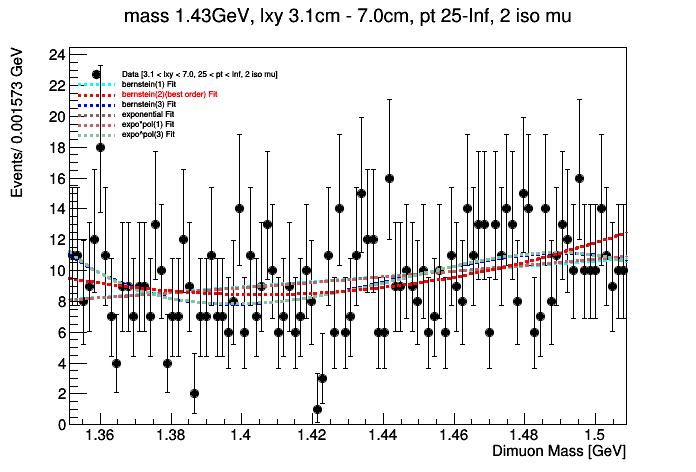 mass 1.43GeV, lxy 3.1cm - 7.0cm, pt 25-Inf, 2 iso mu
Events/ 0.001573 GeV
24
22
20
18
16
14
12
10
8
6
4
2
0
Data [3.1 < lxy < 7.0, 25 < pt < Inf, 2 iso mu]
bernstein(1) Fit
bernstein(2)(best order) Fit
bernstein(3) Fit
exponential Fit
expo*pol(1) Fit
expo*pol(3) Fit
1.36 1.38 1.4 1.42 1.44 1.46 1.48 1.5
Dimuon Mass [GeV]